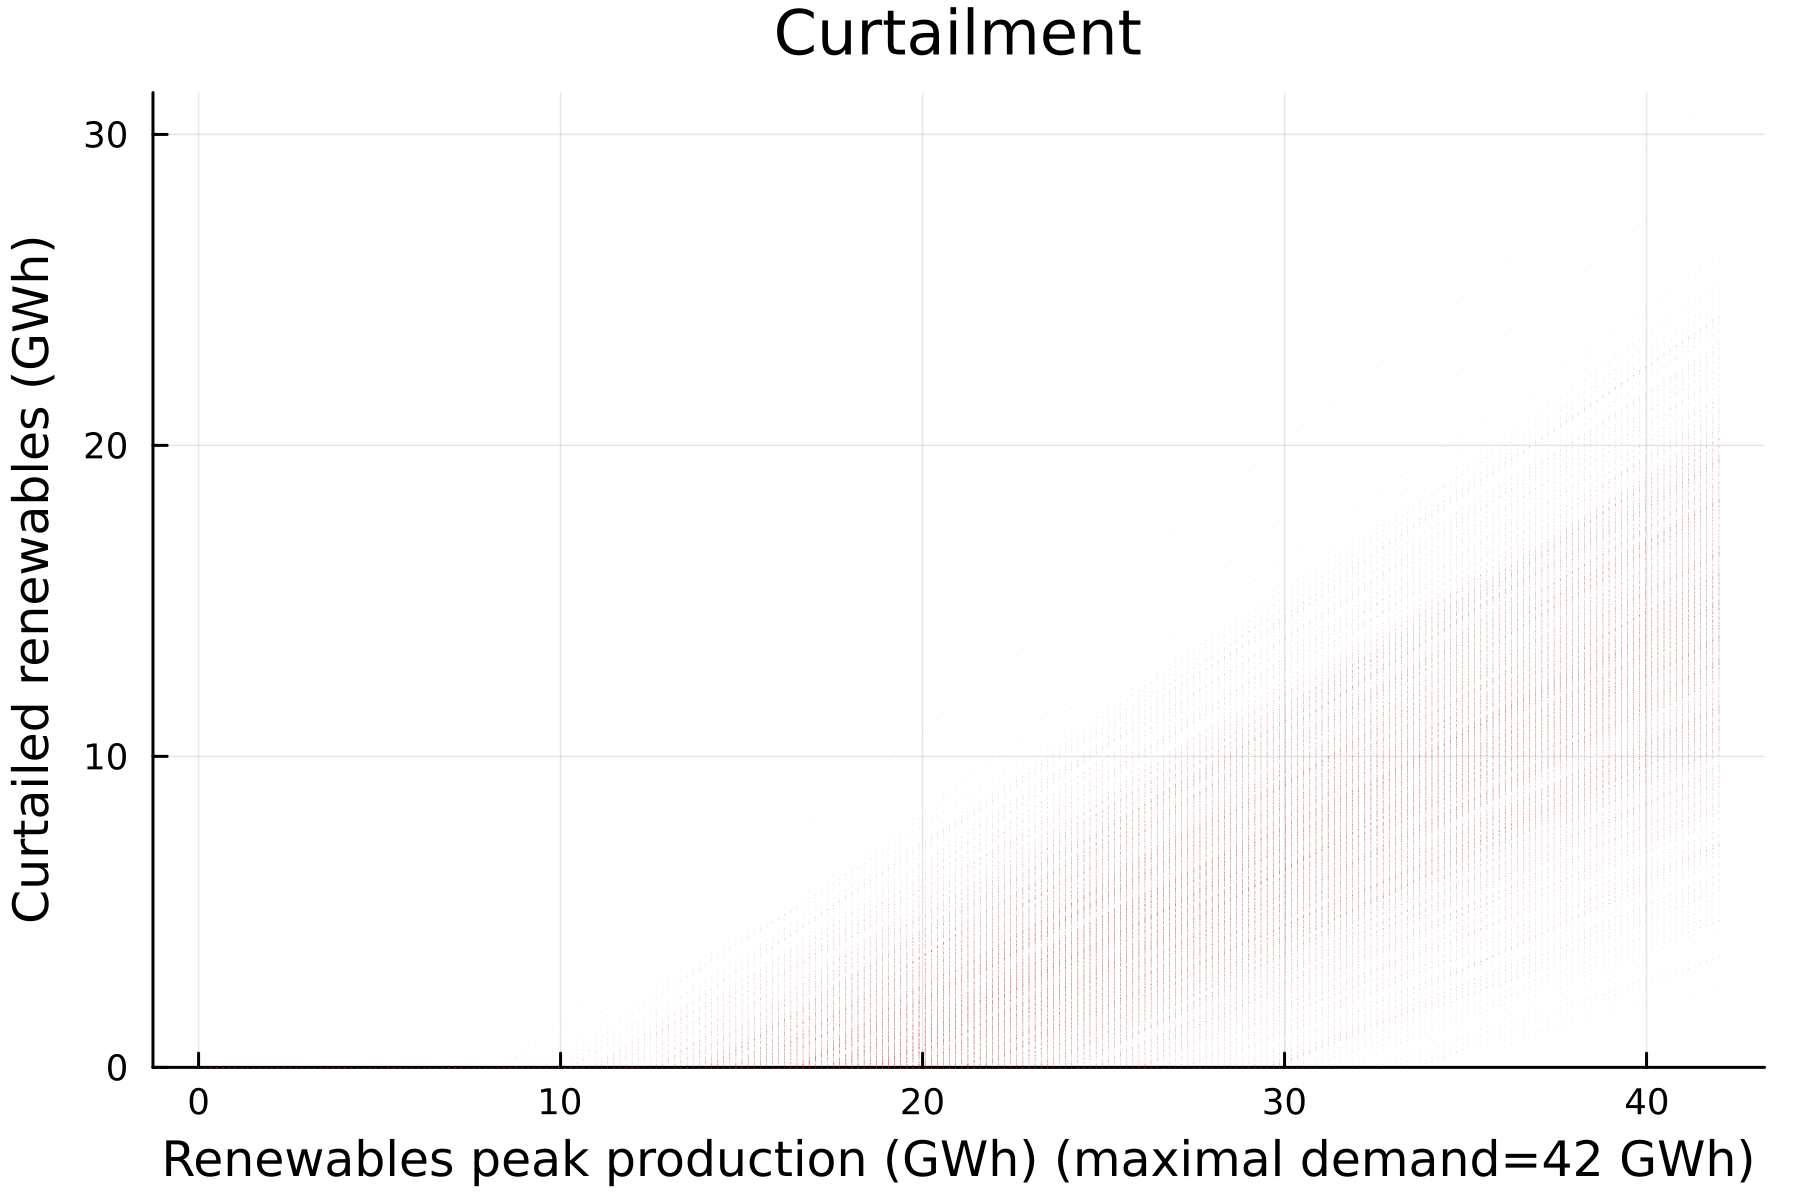 Curtailment
Curtailed renewables (GWh)
30
20
10
0
0 10 20 30 40
Renewables peak production (GWh) (maximal demand=42 GWh)